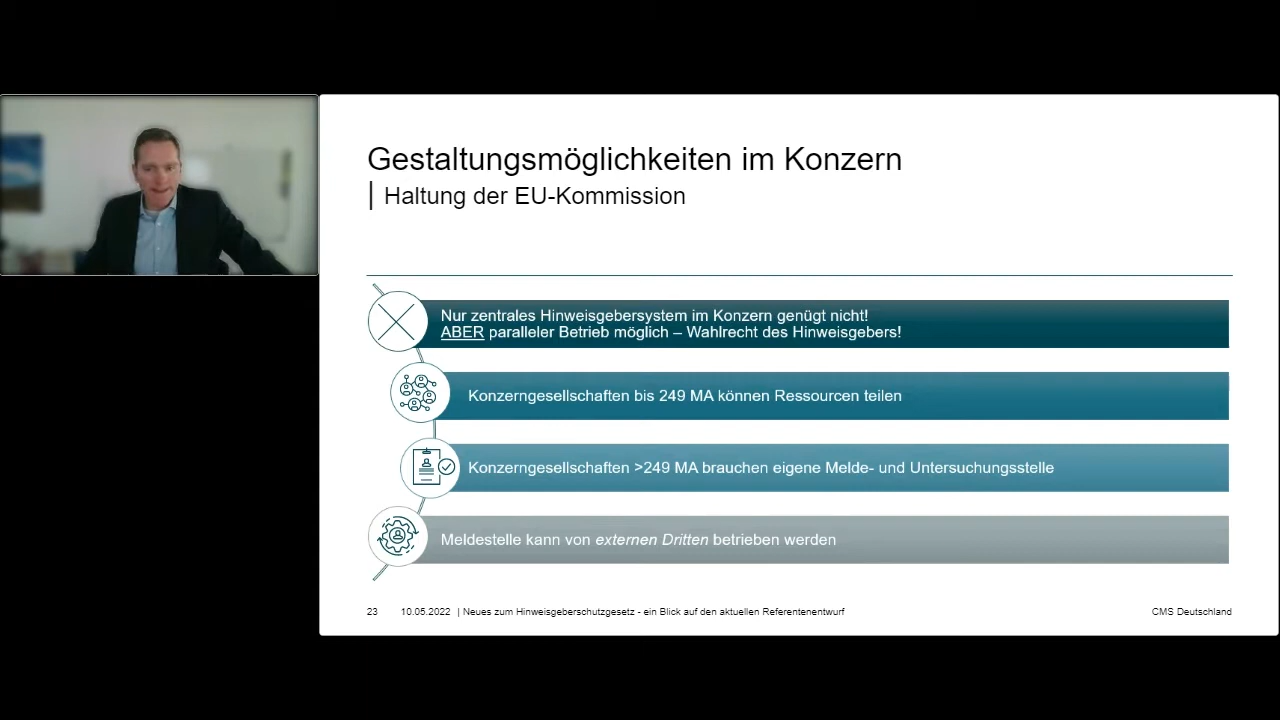 Gestaltungsmöglichkeiten im Konzern
| Haltung der EU-Kommission
Nur zentrales Hinweisgebersystem im Konzern genügt nicht!
ABER paralleler Betrieb möglich – Wahlrecht des Hinweisgebers!
Konzerngesellschaften bis 249 MA können Ressourcen teilen
Konzerngesellschaften >249 MA brauchen eigene Melde- und Untersuchungsstelle
Meldestelle kann von externen Dritten betrieben werden
23 10.05.2022 | Neues zum Hinweisgeberschutzgesetz - ein Blick auf den aktuellen Referentenentwurf CMS Deutschland